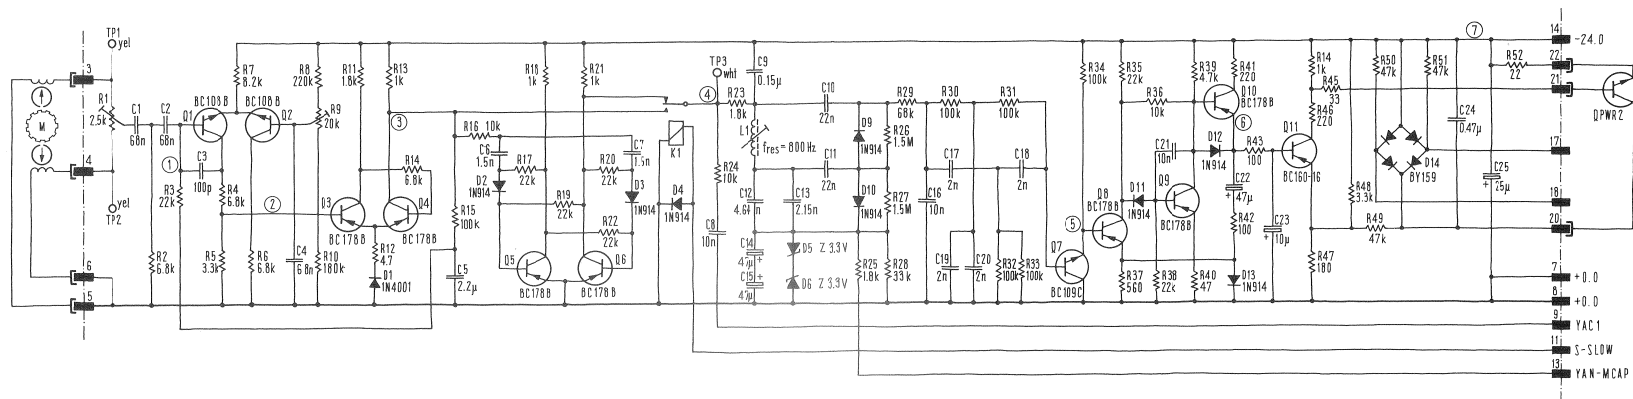 TP1
yel
3
R1
2.5k
C1
68n
C2
68n
M
4
TP2
yel
6
5
1
R3
22k
R2
6.8k
C3
100p
Q1
BC108B
R7
8.2k
BC108B
Q2
R4
6.8k
R5
3.3k
R6
6.8k
2
C4
6.8n
R8
220k
R9
20k
R10
180k
R11
1.8k
R13
1k
3
R14
6.8k
Q3
BC178B
Q4
BC178B
R12
4.7
D1
1N4001
R16 10k
R15
100k
C5
2.2µ
C6
1.5n
D2
1N914
R17
22k
R18
1k
R19
22k
R21
1k
R20
22k
R22
22k
C7
1.5n
D3
1N914
Q5
BC178B
Q6
BC178B
K1
D4
1N914
TP3
wht
4
R23
1.8k
R24
10k
C8
10n
C9
0.15µ
L1
fres = 800Hz
C10
22n
C11
22n
C12
C13
2.15n
C14
47µ
C15
47µ
D5 Z 3.3V
D6 Z 3.3V
D9
1N914
D10
1N914
R25
1.8k
R26
1.5M
R27
1.5M
R28
33k
R29
68k
R30
100k
R31
100k
C16
10n
C17
2n
C18
2n
C19
2n
C20
2n
R32
100k
R33
100k
Q7
BC109C
5
R34
100k
Q8
BC178B
R35
22k
R36
10k
D11
1N914
C21
10n
Q9
BC178B
R37
560
R38
22k
R39
4.7k
R40
47
R41
220
Q10
BC178B
6
D12
1N914
R43
100
C22
47µ
R42
100
D13
1N914
C23
10µ
Q11
BC160-16
R14
1k
R45
33
R46
220
R47
180
R48
3.3k
R49
47k
R50
47k
R51
47k
D14
BY159
C24
0.47µ
7
C25
25µ
R52
22
QPWR2
14
-24.0
22
21
17
18
20
7
+0.0
8
+0.0
9
YAC1
11
S-SLOW
13
YAN-MCAP